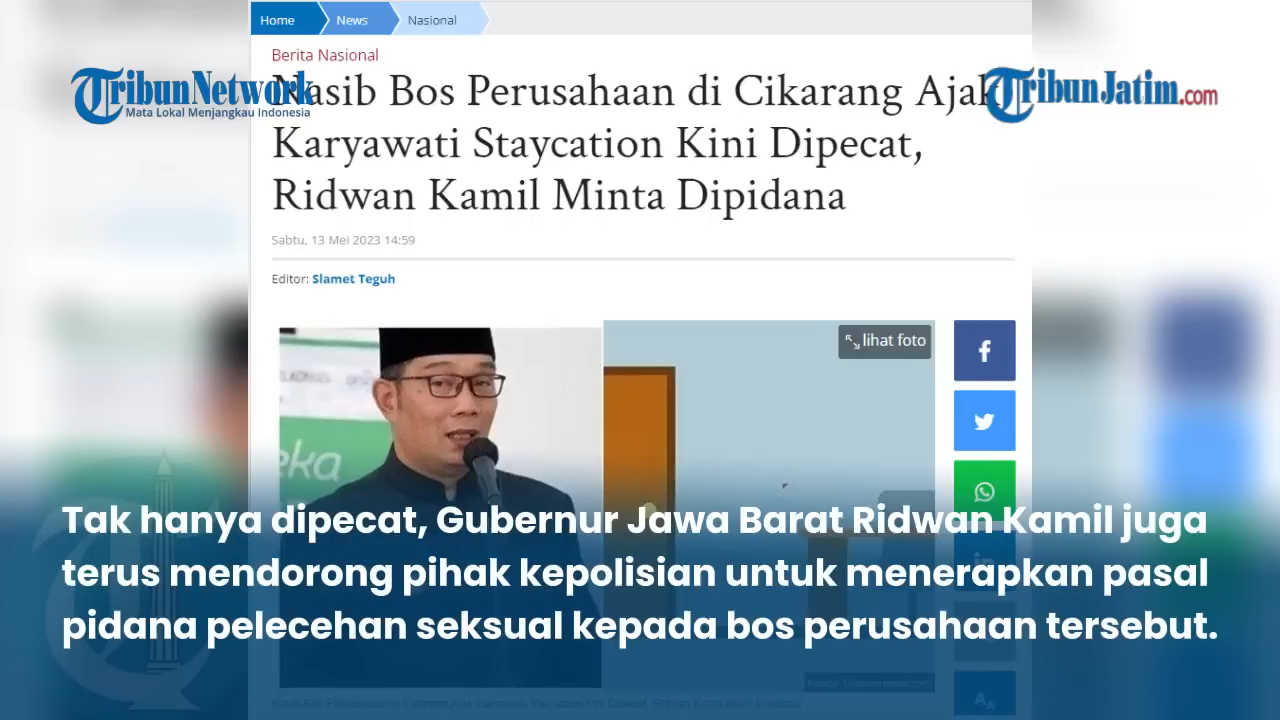 Home News Nasional
Berita Nasional
TribunNetwork
Mata Lokal Menjangkau Indonesia
TribunJatim.com
Nasib Bos Perusahaan di Cikarang Ajak
Karyawati Staycation Kini Dipecat,
Ridwan Kamil Minta Dipidana
Sabtu, 13 Mei 2023 14:59
Editor: Slamet Teguh
lihat foto
eka
Tak hanya dipecat, Gubernur Jawa Barat Ridwan Kamil juga
terus mendorong pihak kepolisian untuk menerapkan pasal
pidana pelecehan seksual kepada bos perusahaan tersebut.